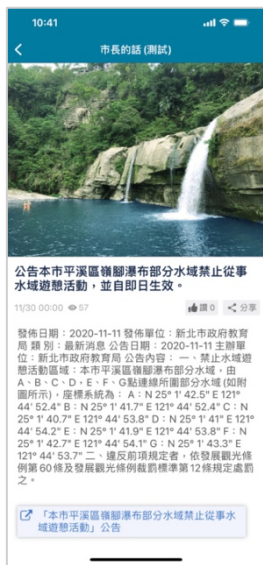 10:41
市長的話 (測試)
公告本市平溪區嶺腳瀑布部分水域禁止從事
水域遊憩活動，並自即日生效。
11/30 00:00 57
讚 0 分享
發佈日期：2020-11-11 發佈單位：新北市政府教育
局 類 別：最新消息 公告日期：2020-11-11 主辦單
位：新北市政府教育局 公告內容： 一、禁止水域遊
憩活動區域：本市平溪區嶺腳瀑布部分水域，由
A、B、C、D，E、F、G點連線所圍部分水域 (如附
圖所示)，座標系統為： A：N 25° 1' 42.5" E 121°
44' 52.4" B：N 25° 1' 41.7" E 121° 44' 52.4" C：N
25° 1' 40.7" E 121° 44' 53.8" D：N 25° 1' 41" E 121°
44' 54.2" E：N 25° 1' 41.9" E 121° 44' 53.8" F：N
25° 1' 42.7" E 121° 44' 54.1" G：N 25° 1' 43.3" E
121° 44' 53.7" 二、違反前項規定者，依發展觀光條
例第 60 條及發展觀光條例裁罰標準第 12 條規定處罰
之。
「本市平溪區嶺腳瀑布部分水域禁止從事水
域遊憩活動」公告